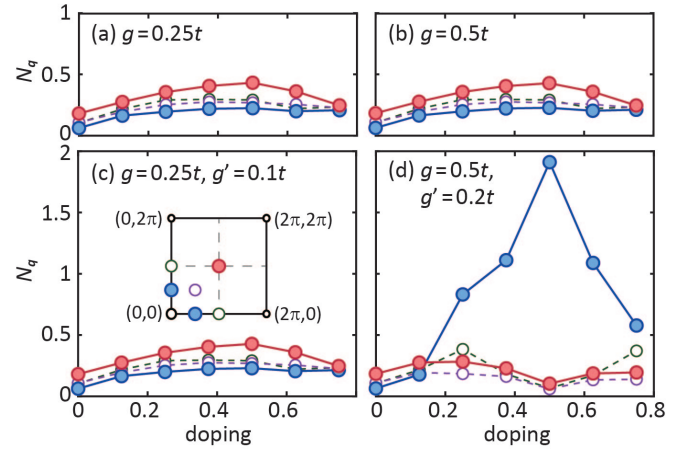 (a) g = 0.25t
(b) g = 0.5t
N_q
1
0.5
0
2
1.5
1
0.5
0
N_q
(c) g = 0.25t, g' = 0.1t
(0,2π)
(2π,2π)
(0,0)
(2π,0)
(d) g = 0.5t,
g' = 0.2t
0
0.2
0.4
0.6
0
0.2
0.4
0.6
0.8
doping
doping